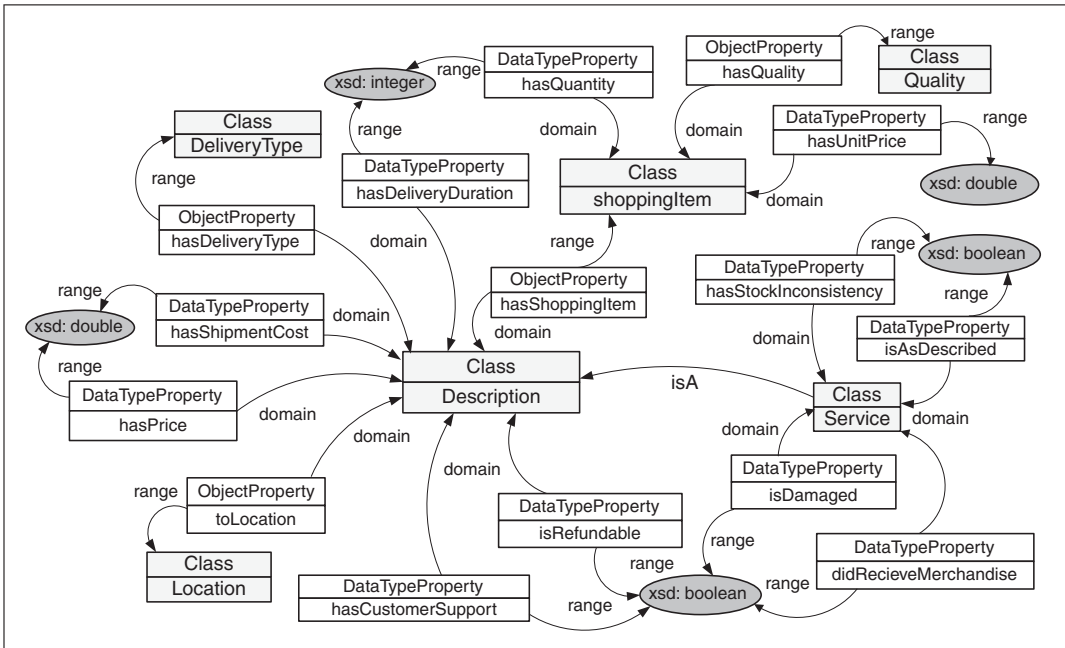 ObjectProperty
hasQuality
range
Class
Quality
DataTypeProperty
hasQuantity
range
xsd: integer
domain
domain
DataTypeProperty
hasUnitPrice
range
xsd: double
domain
Class
DeliveryType
range
range
DataTypeProperty
hasDeliveryDuration
Class
shoppingItem
ObjectProperty
hasDeliveryType
domain
range
ObjectProperty
hasShoppingItem
domain
DataTypeProperty
hasStockInconsistency
range
xsd: boolean
range
DataTypeProperty
isAsDescribed
domain
range
xsd: double
DataTypeProperty
hasShipmentCost
domain
range
DataTypeProperty
hasPrice
domain
Class
Description
isA
Class
Service
domain
domain
domain
domain
DataTypeProperty
isDamaged
range
ObjectProperty
toLocation
range
Class
Location
DataTypeProperty
isRefundable
range
DataTypeProperty
didRecieveMerchandise
range
DataTypeProperty
hasCustomerSupport
range
xsd: boolean